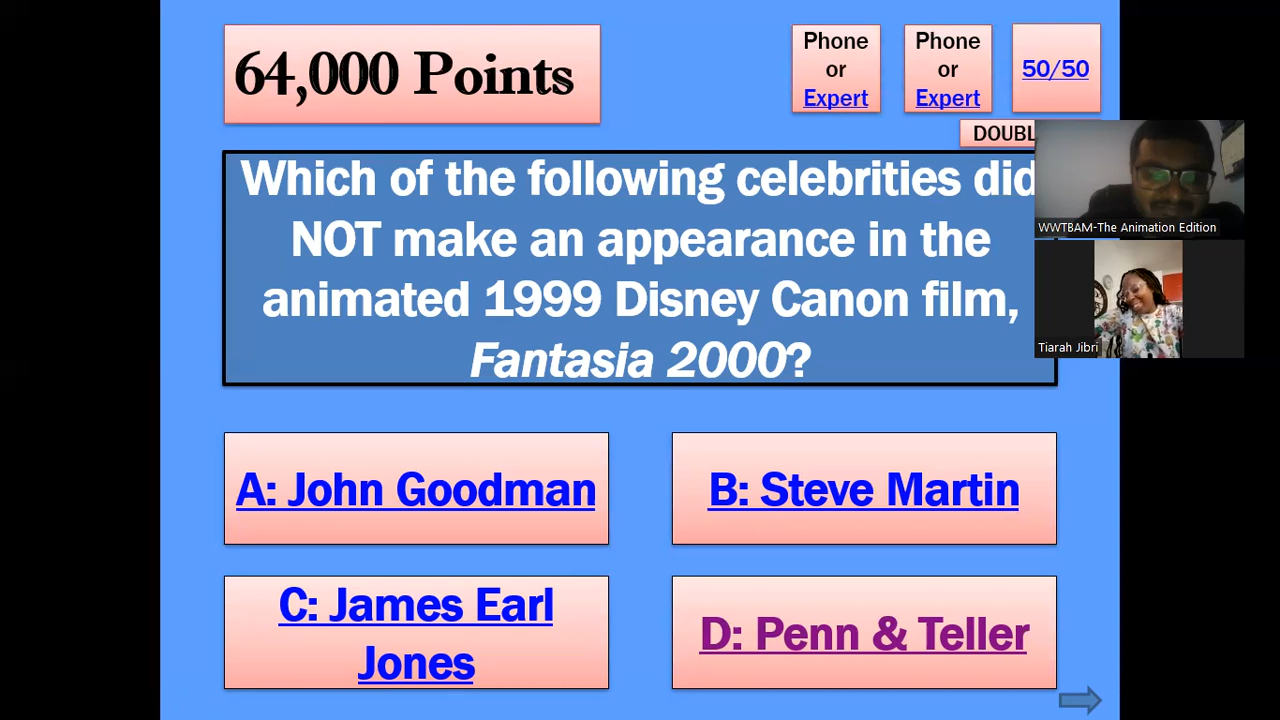 64,000 Points
Phone
or
Expert
Phone
or
Expert
50/50
DOUBL
Which of the following celebrities did
NOT make an appearance in the
animated 1999 Disney Canon film,
Fantasia 2000?
WWTBAM-The Animation Edition
Tiarah Jibri
A: John Goodman
B: Steve Martin
C: James Earl
Jones
D: Penn & Teller